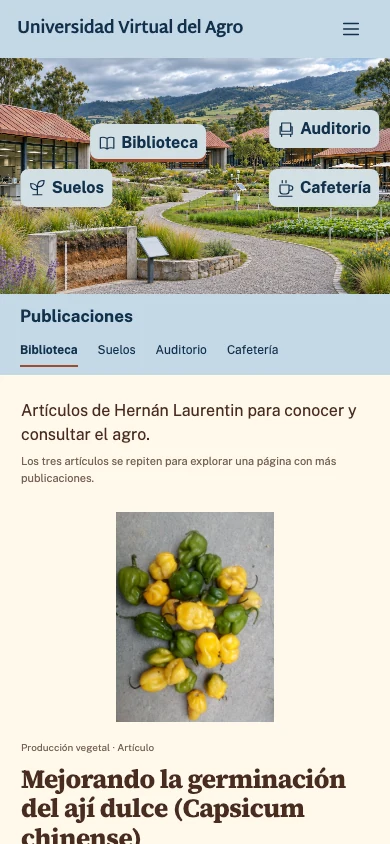 Universidad Virtual del Agro
Biblioteca
Auditorio
Suelos
Cafetería
Publicaciones
Biblioteca Suelos Auditorio Cafetería
Artículos de Hernán Laurentin para conocer y
consultar el agro.
Los tres artículos se repiten para explorar una página con más
publicaciones.
Producción vegetal · Artículo
Mejorando la germinación
del ají dulce (Capsicum
chinense)